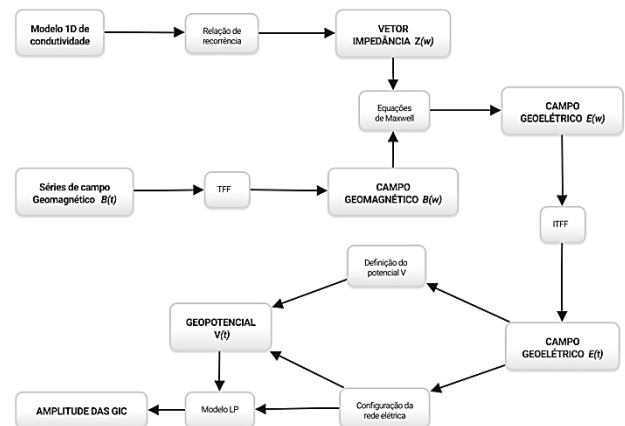 Modelo 1D de
condutividade
Relação de
recorrência
VETOR
IMPEDÂNCIA Z(w)
Equações
de Maxwell
CAMPO
GEOELÉTRICO E(w)
Séries de campo
Geomagnético B(t)
TFF
CAMPO
GEOMAGNÉTICO B(w)
ITFF
Definição do
potencial V
GEOPOTENCIAL
V(t)
CAMPO
GEOELÉTRICO E(t)
AMPLITUDE DAS GIC
Modelo LP
Configuração da
rede elétrica